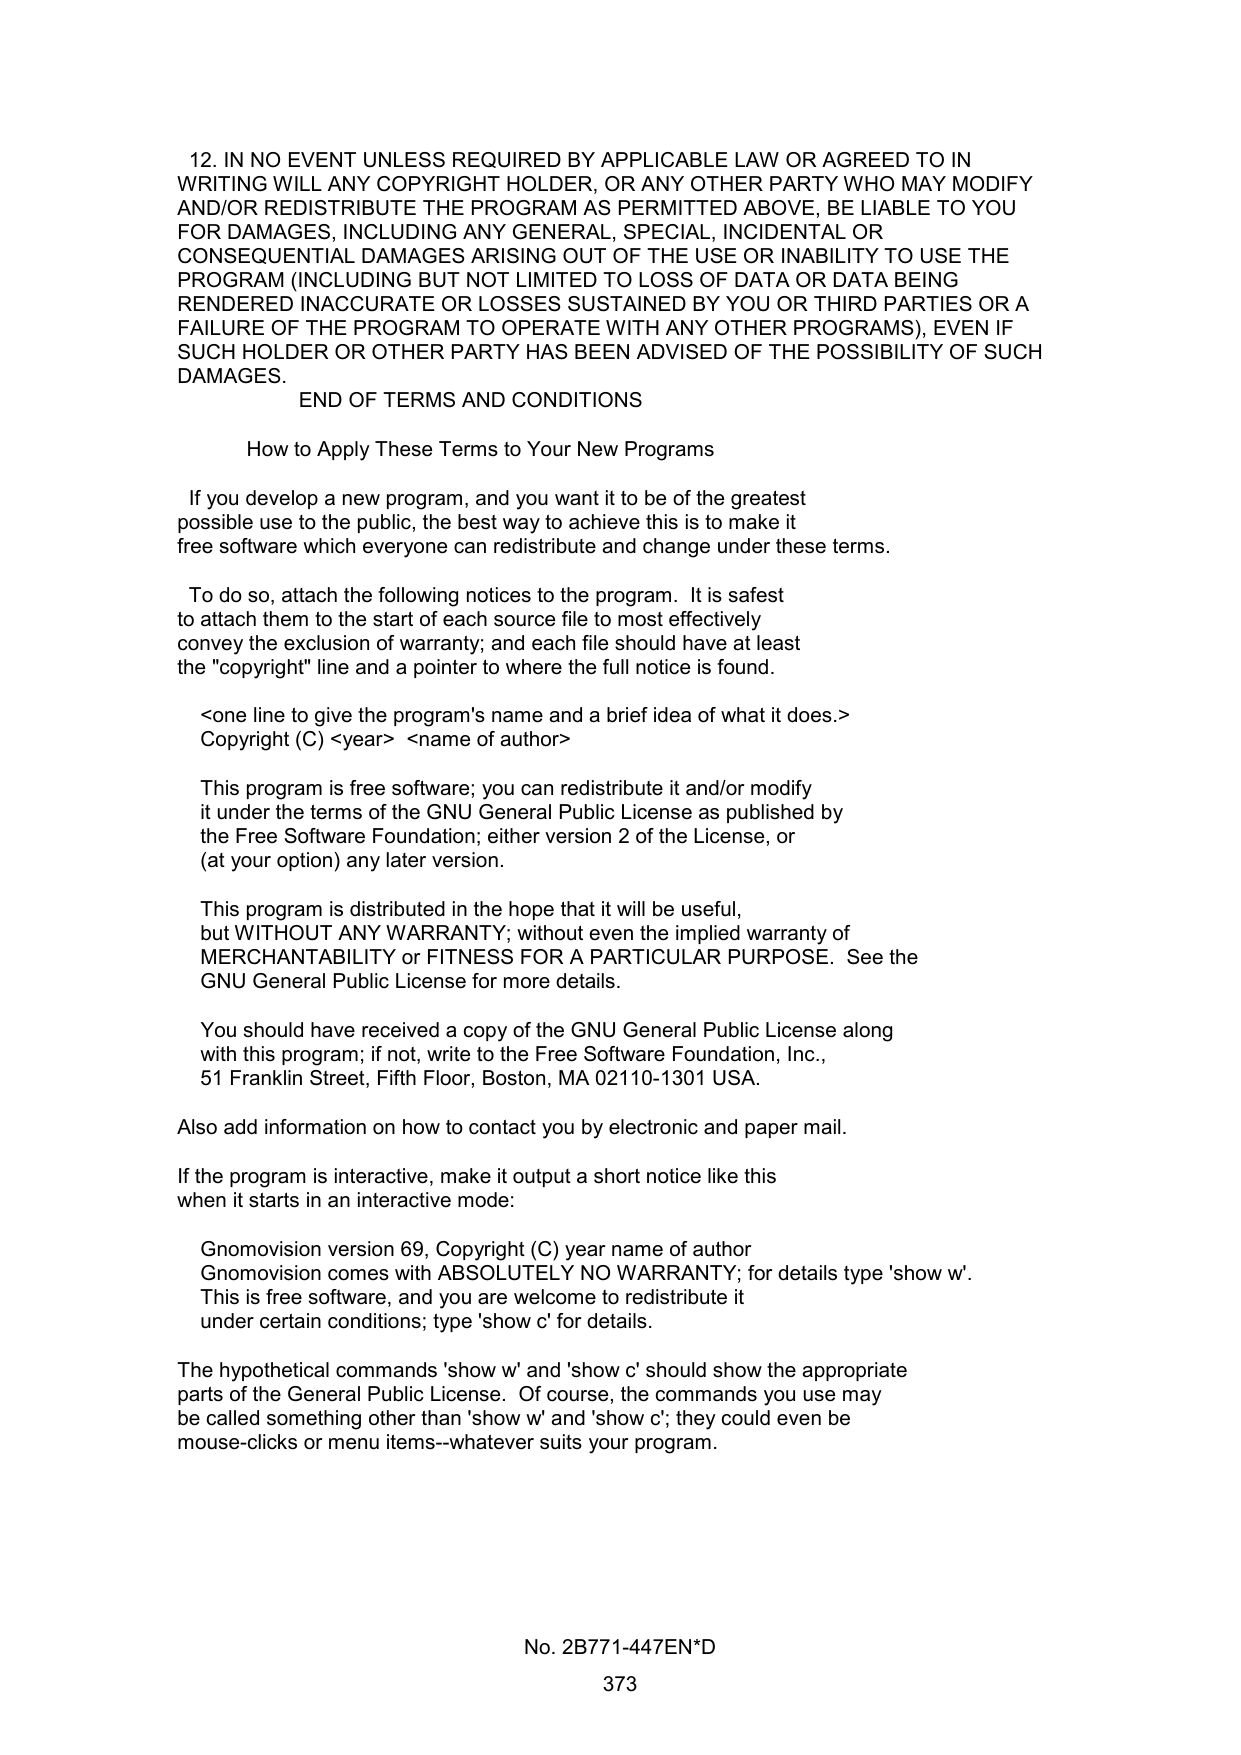 12. IN NO EVENT UNLESS REQUIRED BY APPLICABLE LAW OR AGREED TO IN
WRITING WILL ANY COPYRIGHT HOLDER, OR ANY OTHER PARTY WHO MAY MODIFY
AND/OR REDISTRIBUTE THE PROGRAM AS PERMITTED ABOVE, BE LIABLE TO YOU
FOR DAMAGES, INCLUDING ANY GENERAL, SPECIAL, INCIDENTAL OR
CONSEQUENTIAL DAMAGES ARISING OUT OF THE USE OR INABILITY TO USE THE
PROGRAM (INCLUDING BUT NOT LIMITED TO LOSS OF DATA OR DATA BEING
RENDERED INACCURATE OR LOSSES SUSTAINED BY YOU OR THIRD PARTIES OR A
FAILURE OF THE PROGRAM TO OPERATE WITH ANY OTHER PROGRAMS), EVEN IF
SUCH HOLDER OR OTHER PARTY HAS BEEN ADVISED OF THE POSSIBILITY OF SUCH
DAMAGES.
END OF TERMS AND CONDITIONS
How to Apply These Terms to Your New Programs
If you develop a new program, and you want it to be of the greatest
possible use to the public, the best way to achieve this is to make it
free software which everyone can redistribute and change under these terms.
To do so, attach the following notices to the program.  It is safest
to attach them to the start of each source file to most effectively
convey the exclusion of warranty; and each file should have at least
the "copyright" line and a pointer to where the full notice is found.
<one line to give the program's name and a brief idea of what it does.>
Copyright (C) <year>  <name of author>
This program is free software; you can redistribute it and/or modify
it under the terms of the GNU General Public License as published by
the Free Software Foundation; either version 2 of the License, or
(at your option) any later version.
This program is distributed in the hope that it will be useful,
but WITHOUT ANY WARRANTY; without even the implied warranty of
MERCHANTABILITY or FITNESS FOR A PARTICULAR PURPOSE.  See the
GNU General Public License for more details.
You should have received a copy of the GNU General Public License along
with this program; if not, write to the Free Software Foundation, Inc.,
51 Franklin Street, Fifth Floor, Boston, MA 02110-1301 USA.
Also add information on how to contact you by electronic and paper mail.
If the program is interactive, make it output a short notice like this
when it starts in an interactive mode:
Gnomovision version 69, Copyright (C) year name of author
Gnomovision comes with ABSOLUTELY NO WARRANTY; for details type 'show w'.
This is free software, and you are welcome to redistribute it
under certain conditions; type 'show c' for details.
The hypothetical commands 'show w' and 'show c' should show the appropriate
parts of the General Public License.  Of course, the commands you use may
be called something other than 'show w' and 'show c'; they could even be
mouse-clicks or menu items--whatever suits your program.
No. 2B771-447EN*D
373